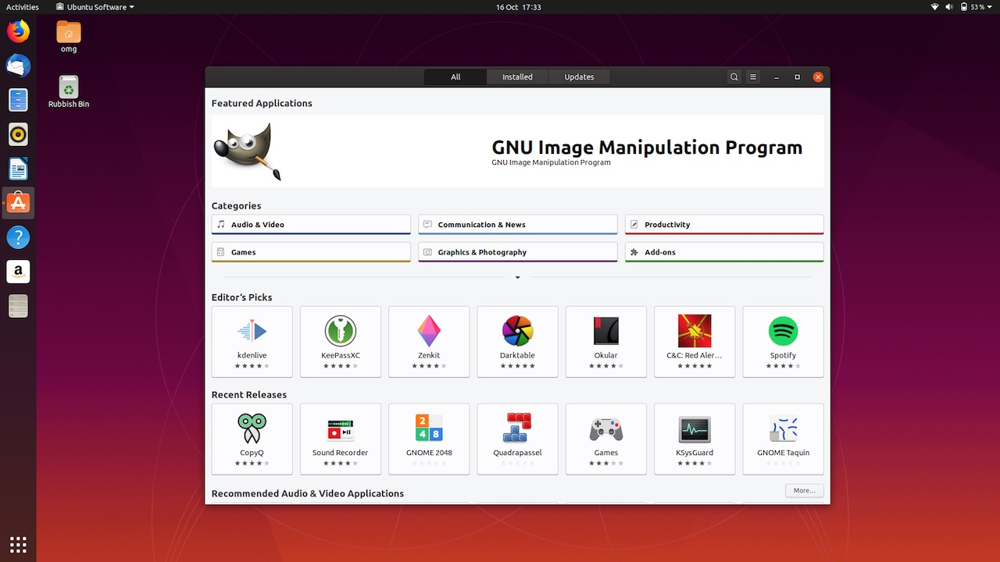 Activities
Ubuntu Software
16 Oct 17:33
53 %
omg
Rubbish Bin
a
?
All
Installed
Updates
Featured Applications
GNU Image Manipulation Program
GNU Image Manipulation Program
Categories
Audio & Video
Communication & News
Productivity
Games
Graphics & Photography
Add-ons
Editor’s Picks
kdenlive
KeePassXC
Zenkit
Darktable
Okular
C&C: Red Aler…
Spotify
Recent Releases
2
4 8
CopyQ
Sound Recorder
GNOME 2048
Quadrapassel
Games
KSysGuard
GNOME Taquin
Recommended Audio & Video Applications
More…